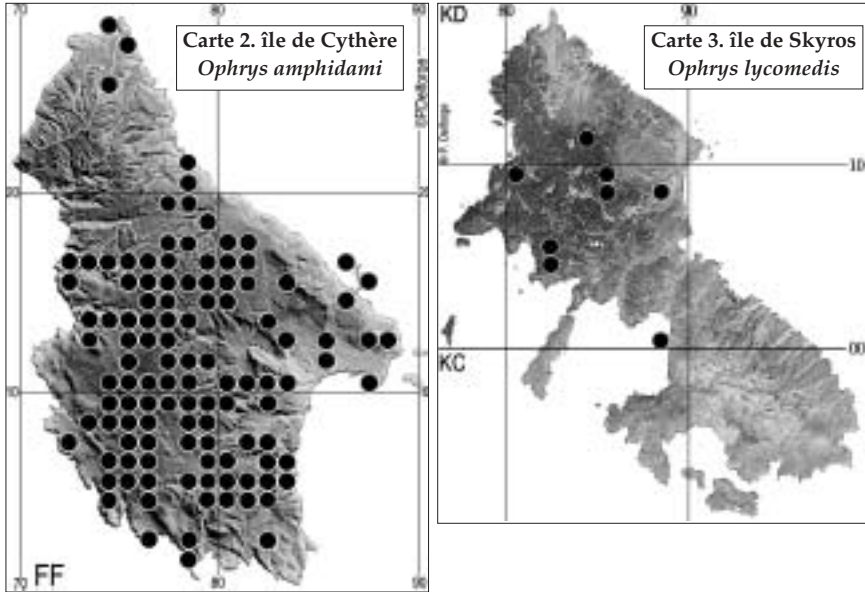 Carte 2. île de Cythère
Ophrys amphidami
70
80
90
20
10
FF
70
80
90
Carte 3. île de Skyros
Ophrys lycomedis
KD
80
90
10
KC
00